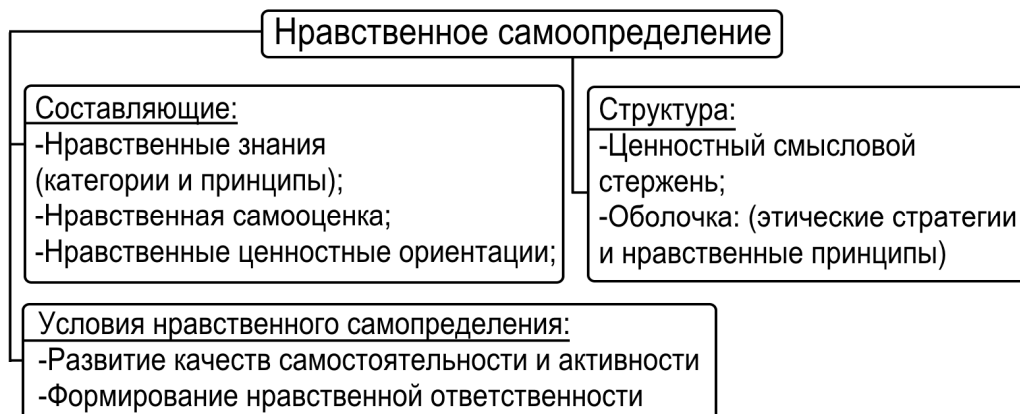 Нравственное самоопределение
Составляющие:
-Нравственные знания
(категории и принципы);
-Нравственная самооценка;
-Нравственные ценностные ориентации;
Структура:
-Ценностный смысловой
стержень;
-Оболочка: (этические стратегии
и нравственные принципы)
Условия нравственного самопределения:
-Развитие качеств самостоятельности и активности
-Формирование нравственной ответственности